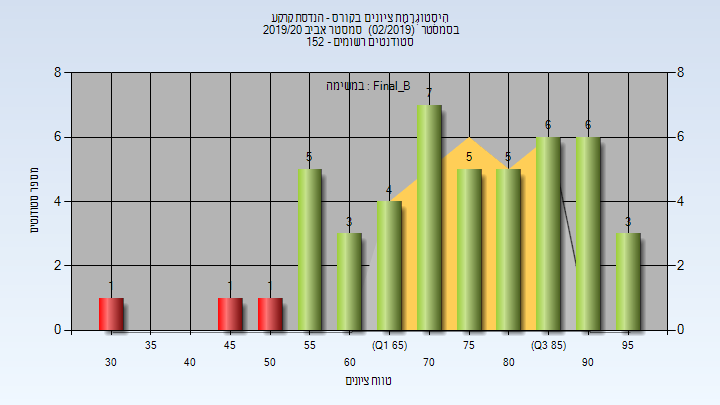 הִיסְטוֹגְרָמַת ציונים בקורס - הנדסת קרקע
בסמסטר (02/2019) סמסטר אביב 2019/20
סטודנטים רשומים - 152
במשימה : Final_B
מספר סטודנטים
8 8
6 6
4 4
2 2
0 0
1 1 1 5 3 4 7 5 5 6 6 3
35 45 55 (Q1 65) 75 (Q3 85) 95
30 40 50 60 70 80 90
טווח ציונים